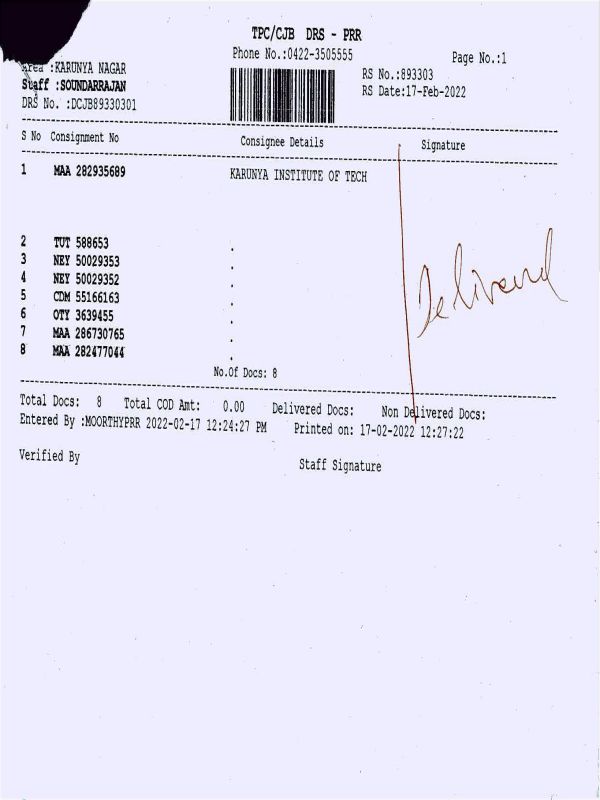 TPC/CJB DRS - PRR
Phone No.:0422-3505555
Page No.:1
Area :KARUNYA NAGAR
RS No.:893303
Staff :SOUNDARRAJAN
RS Date:17-Feb-2022
DRS No. :DCJB89330301
S No Consignment No Consignee Details Signature
1 MAA 282935689 KARUNYA INSTITUTE OF TECH
2 TUT 588653 .
3 NEY 50029353 .
4 NEY 50029352 .
5 CDM 55166163 .
6 OTY 3639455 .
7 MAA 286730765 .
8 MAA 282477044 .
Delivered
No.Of Docs: 8
Total Docs: 8 Total COD Amt: 0.00 Delivered Docs: Non Delivered Docs:
Entered By :MOORTHYPRR 2022-02-17 12:24:27 PM Printed on: 17-02-2022 12:27:22
Verified By Staff Signature